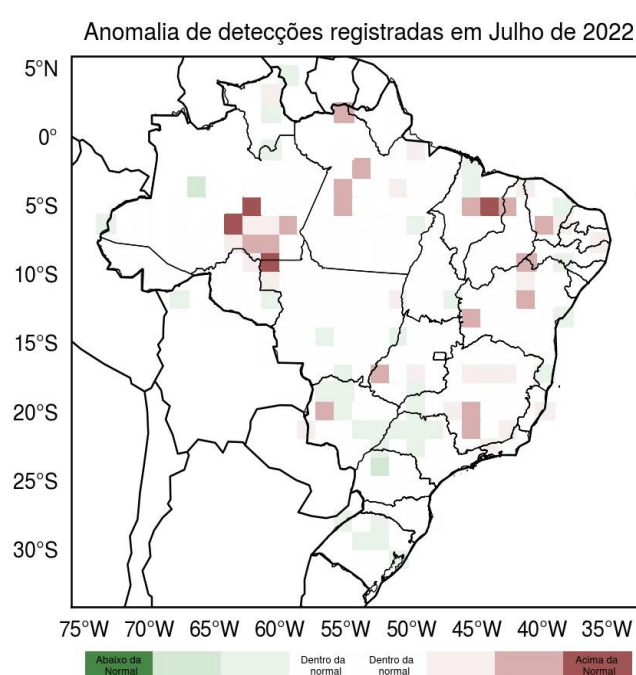 Anomalia de detecções registradas em Julho de 2022
5°N
0°
5°S
10°S
15°S
20°S
25°S
30°S
75°W 70°W 65°W 60°W 55°W 50°W 45°W 40°W 35°W
Abaixo da Normal
Dentro da normal
Dentro da normal
Acima da Normal